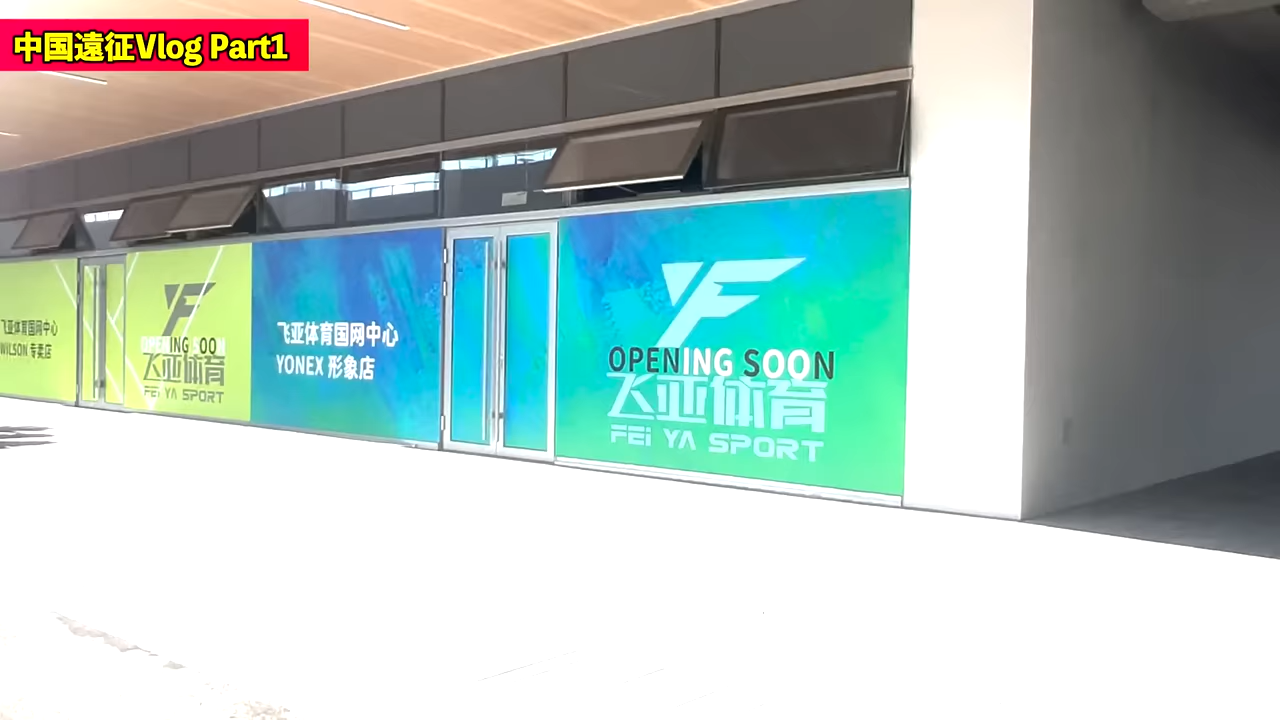 中国遠征Vlog Part1
飞亚体育国网中心
WILSON 专卖店
OPENING SOON
飞亚体育
FEI YA SPORT
飞亚体育国网中心
YONEX 形象店
OPENING SOON
飞亚体育
FEI YA SPORT